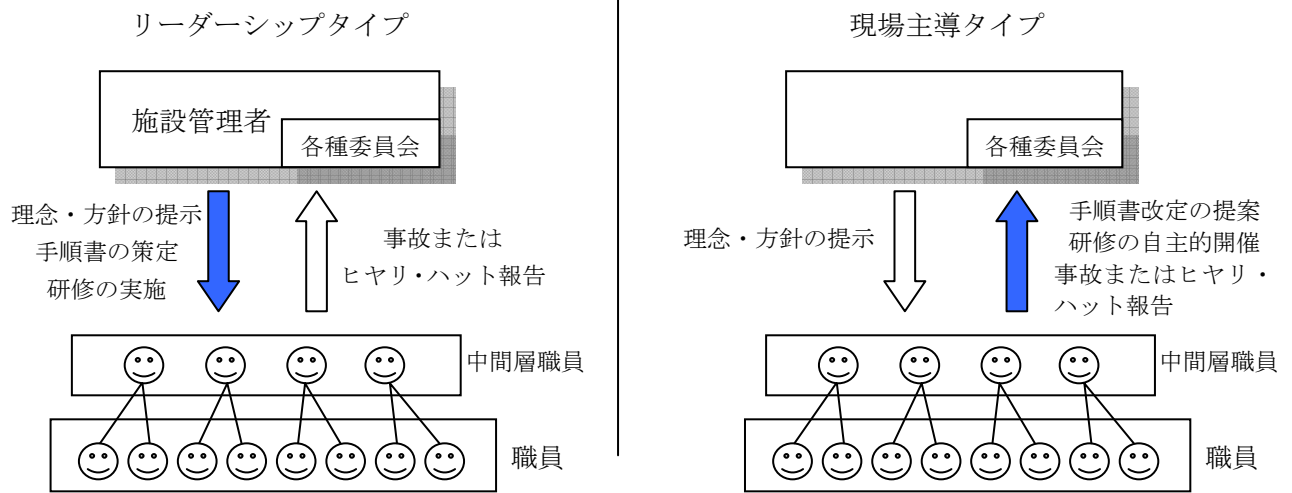 リーダーシップタイプ
施設管理者
各種委員会
理念・方針の提示
手順書の策定
研修の実施
事故または
ヒヤリ・ハット報告
中間層職員
職員
現場主導タイプ
各種委員会
理念・方針の提示
手順書改定の提案
研修の自主的開催
事故またはヒヤリ・
ハット報告
中間層職員
職員